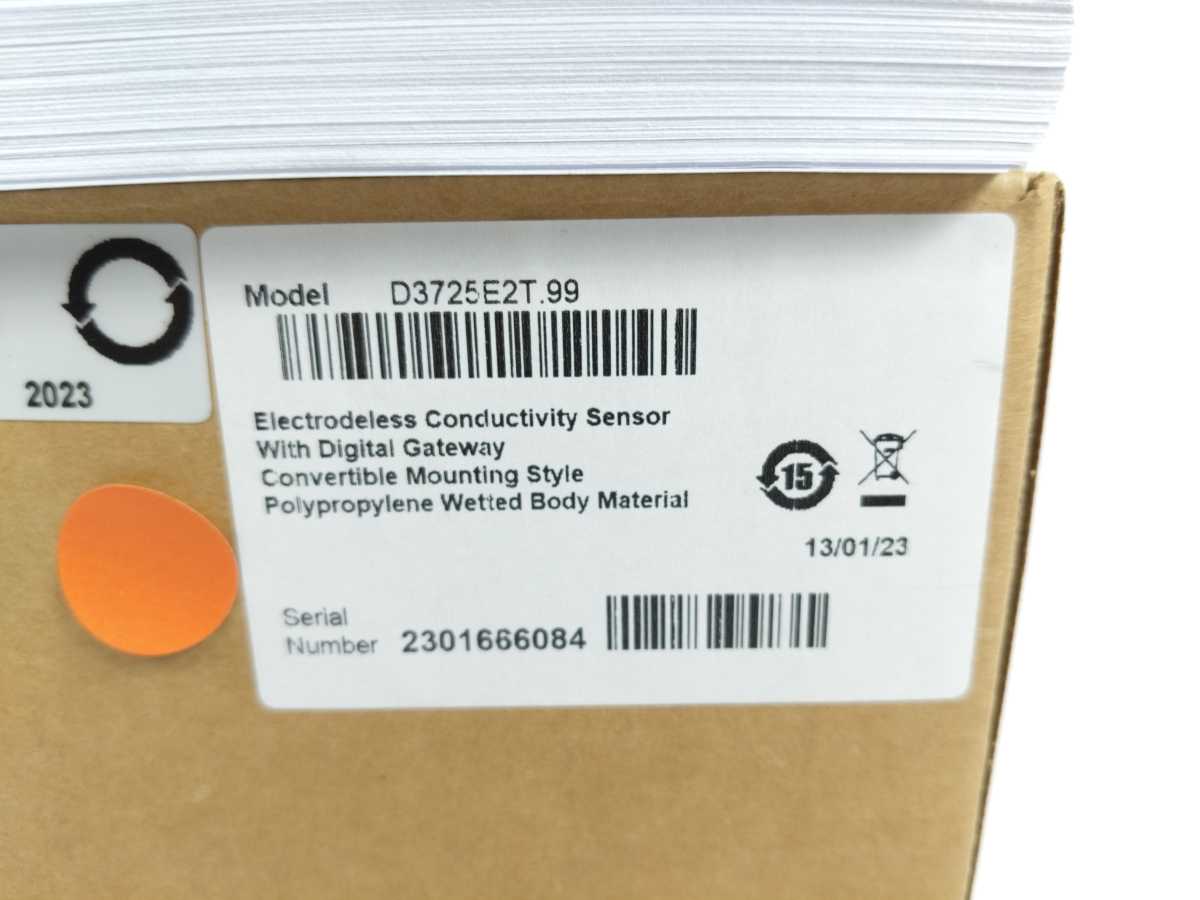 Model D3725E2T.99
2023
Electrodeless Conductivity Sensor
With Digital Gateway
Convertible Mounting Style
Polypropylene Wetted Body Material
15
13/01/23
Serial
Number 2301666084